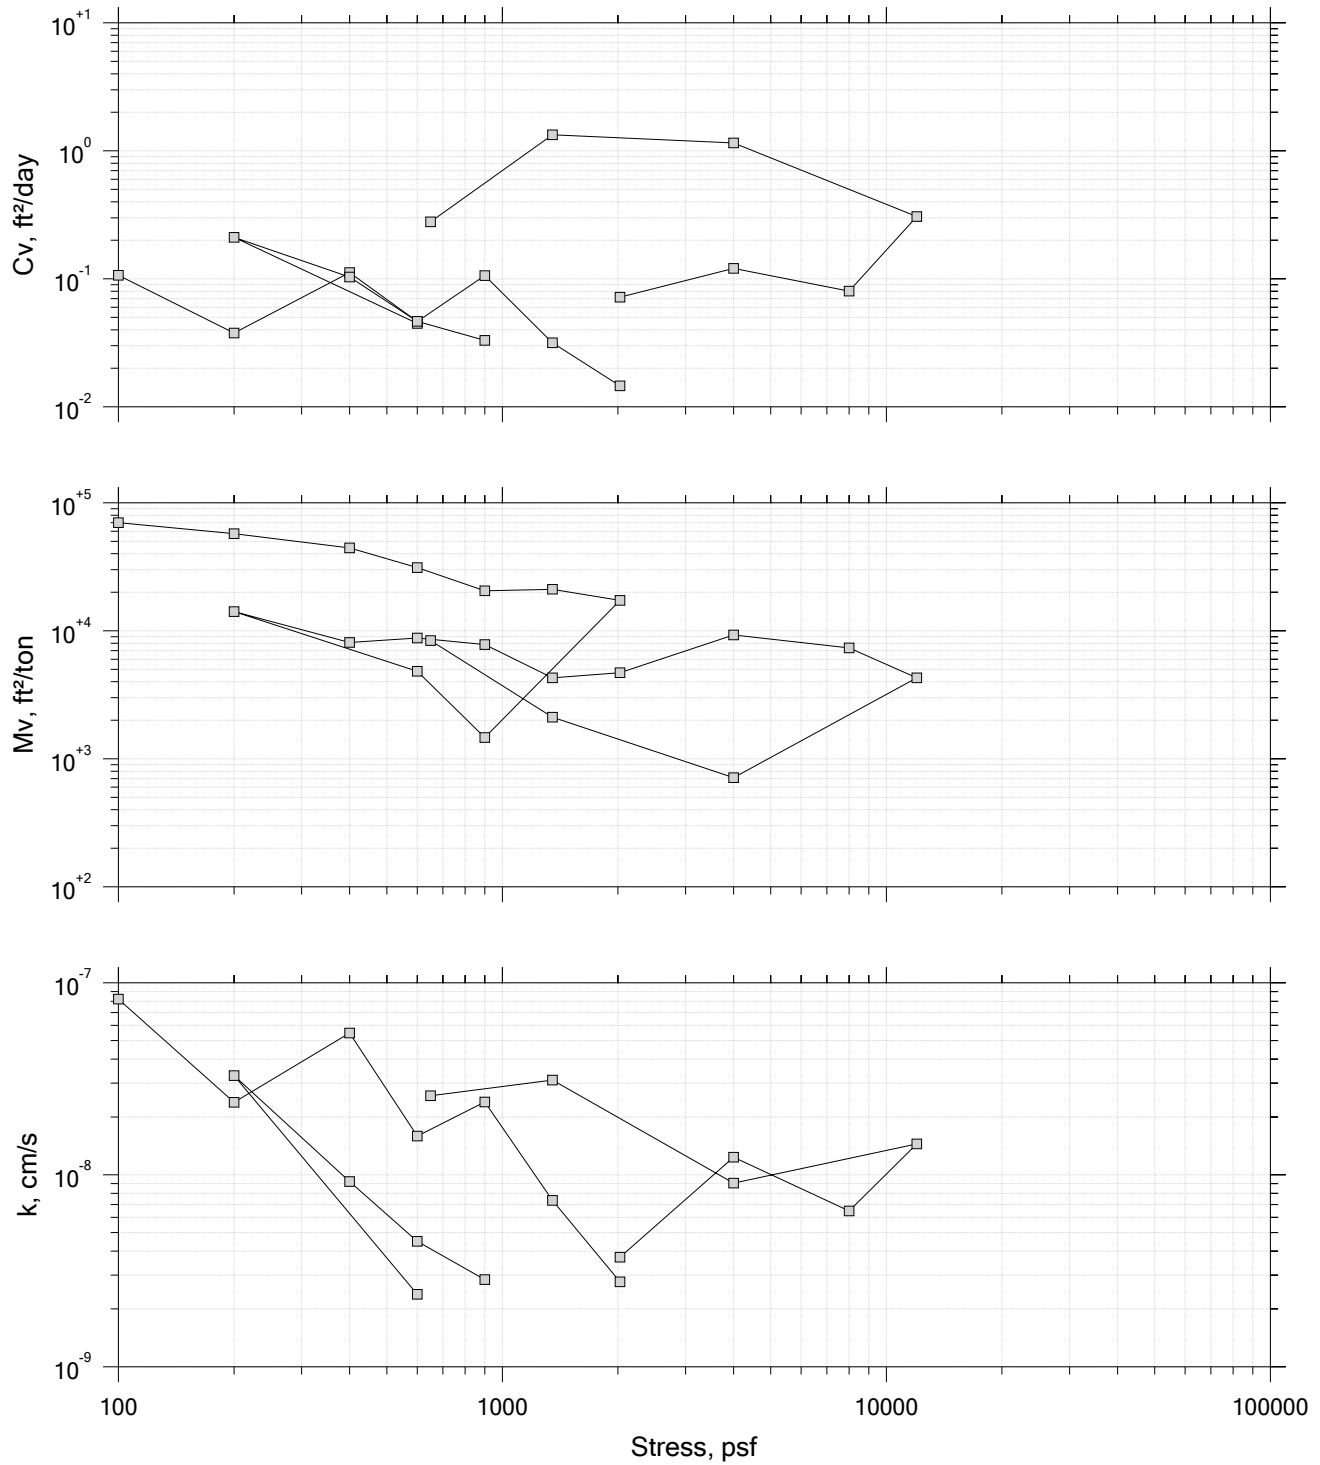 10⁺¹
10⁰
10⁻¹
10⁻²
Cv, ft²/day
10⁺⁵
10⁺⁴
10⁺³
10⁺²
Mv, ft²/ton
10⁻⁷
10⁻⁸
10⁻⁹
k, cm/s
100 1000 10000 100000
Stress, psf